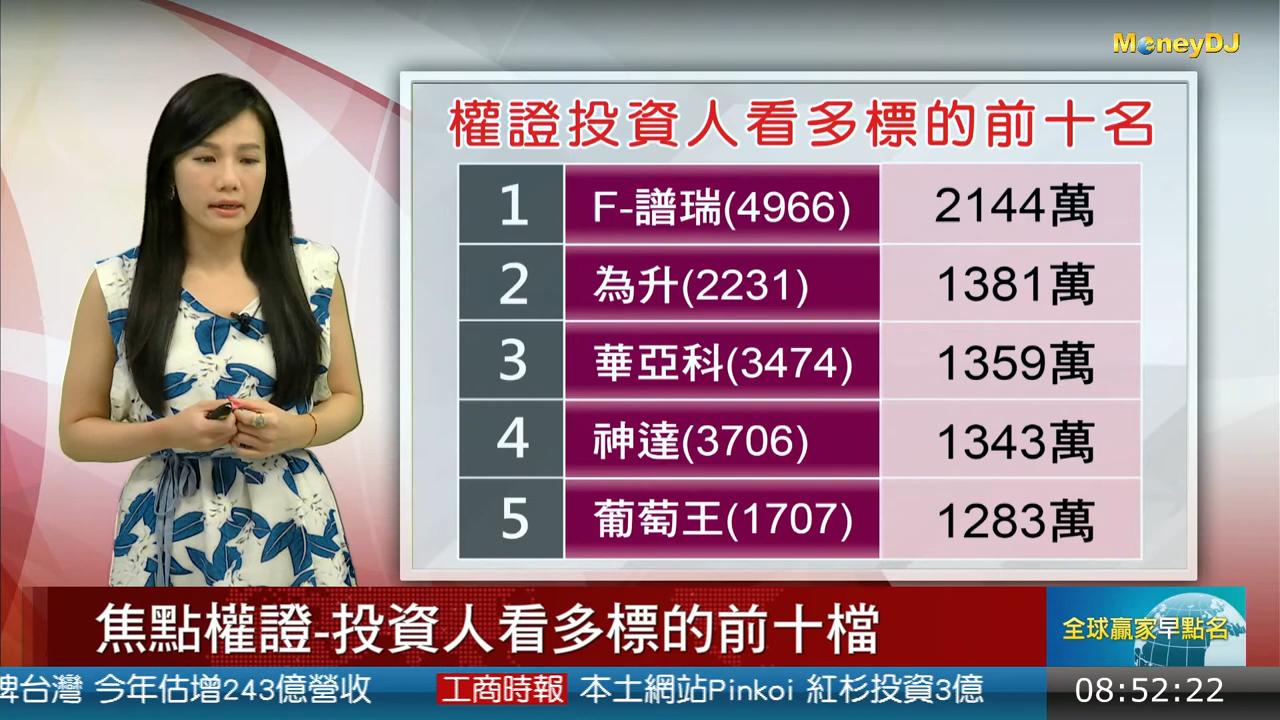 MoneyDJ
權證投資人看多標的前十名
1 F-譜瑞(4966) 2144萬
2 為升(2231) 1381萬
3 華亞科(3474) 1359萬
4 神達(3706) 1343萬
5 葡萄王(1707) 1283萬
焦點權證-投資人看多標的前十檔
全球贏家早點名
牌台灣 今年估增243億營收 工商時報 本土網站Pinkoi 紅杉投資3億
08:52:22